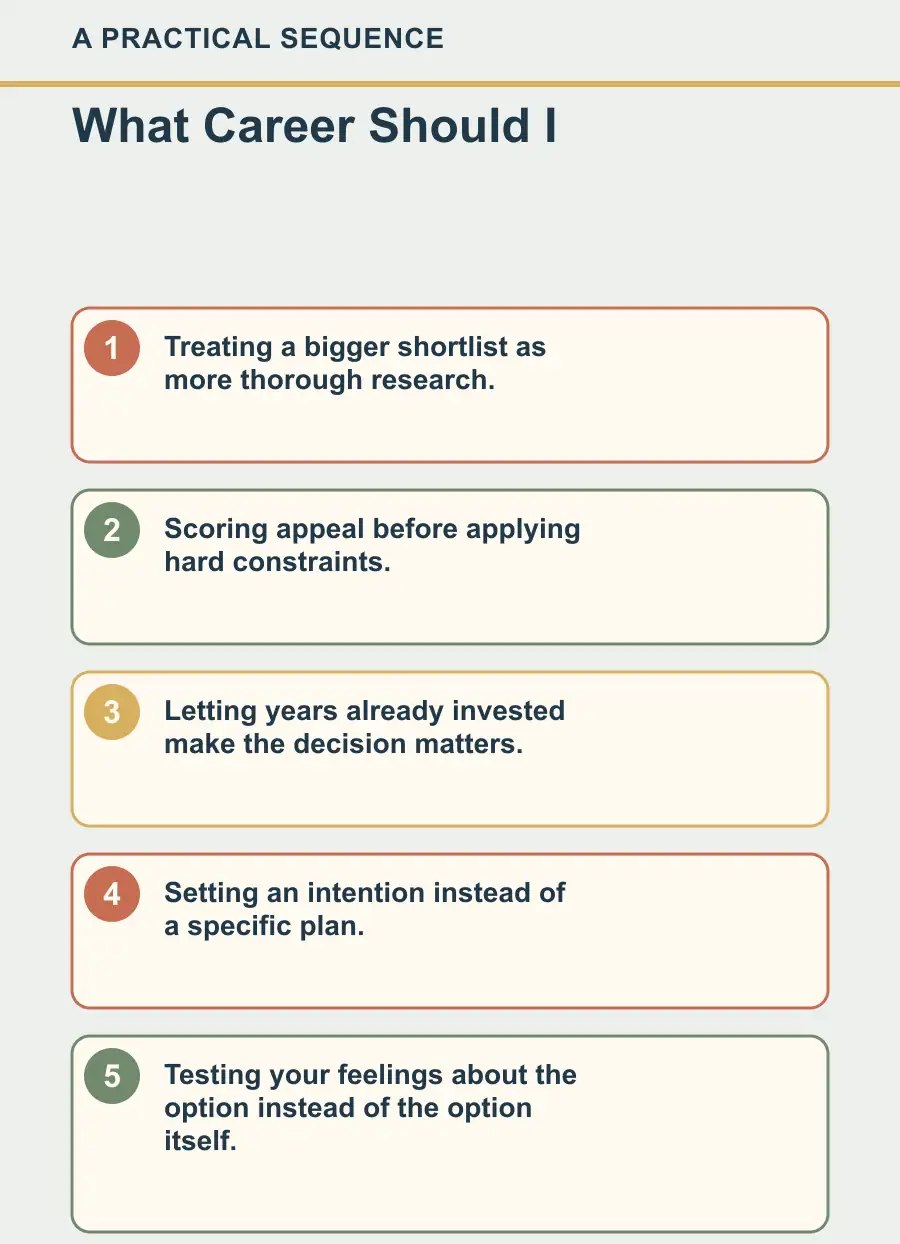 A PRACTICAL SEQUENCE
What Career Should I
1
Treating a bigger shortlist as
more thorough research.
2
Scoring appeal before applying
hard constraints.
3
Letting years already invested
make the decision matters.
4
Setting an intention instead of
a specific plan.
5
Testing your feelings about the
option instead of the option
itself.